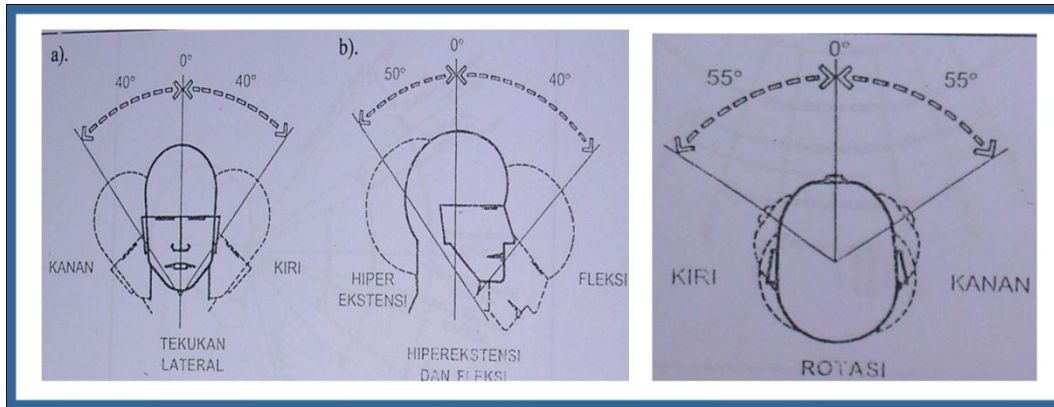 a).
0°
40°
40°
KANAN
KIRI
TEKUKAN
LATERAL
b).
0°
50°
40°
HIPER
EKSTENSI
FLEKSI
HIPEREKSTENSI
DAN FLEKSI
0°
55°
55°
KIRI
KANAN
ROTASI